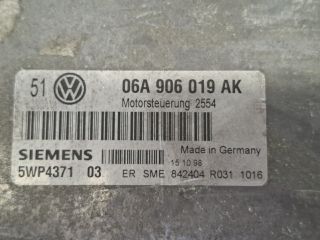 51 VW 06A 906 019 AK
Motorsteuerung 2554
SIEMENS Made in Germany
15 10 98
5WP4371 03 ER SME 842404 R031 1016